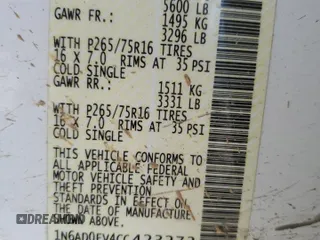 5600 LB
GAWR FR.: 1495 KG
3296 LB
WITH P265/75R16 TIRES
16 X 7.0 RIMS AT 35 PSI
COLD SINGLE
GAWR RR.: 1511 KG
3331 LB
WITH P265/75R16 TIRES
16 X 7.0 RIMS AT 35 PSI
COLD SINGLE
THIS VEHICLE CONFORMS TO
ALL APPLICABLE FEDERAL
MOTOR VEHICLE SAFETY AND
THEFT PREVENTION
STANDARDS IN EFFECT ON
THE DATE OF MANUFACTURE
SHOWN ABOVE.
DREAMDOWN